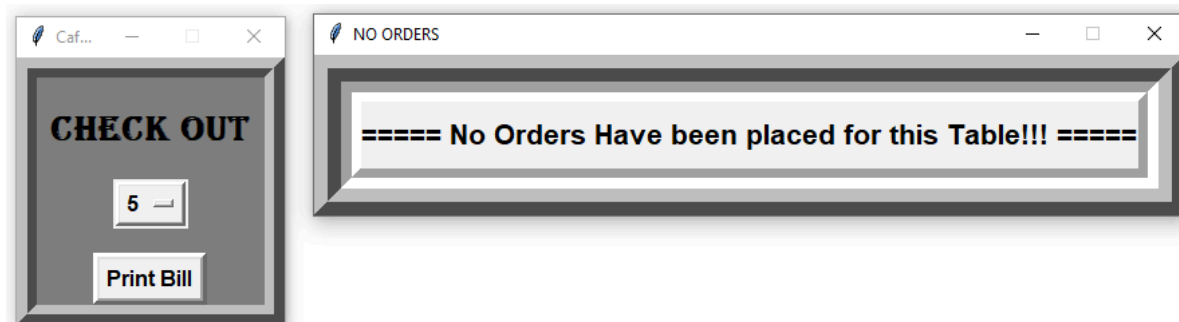 Caf...
CHECK OUT
5
Print Bill
NO ORDERS
===== No Orders Have been placed for this Table!!! =====